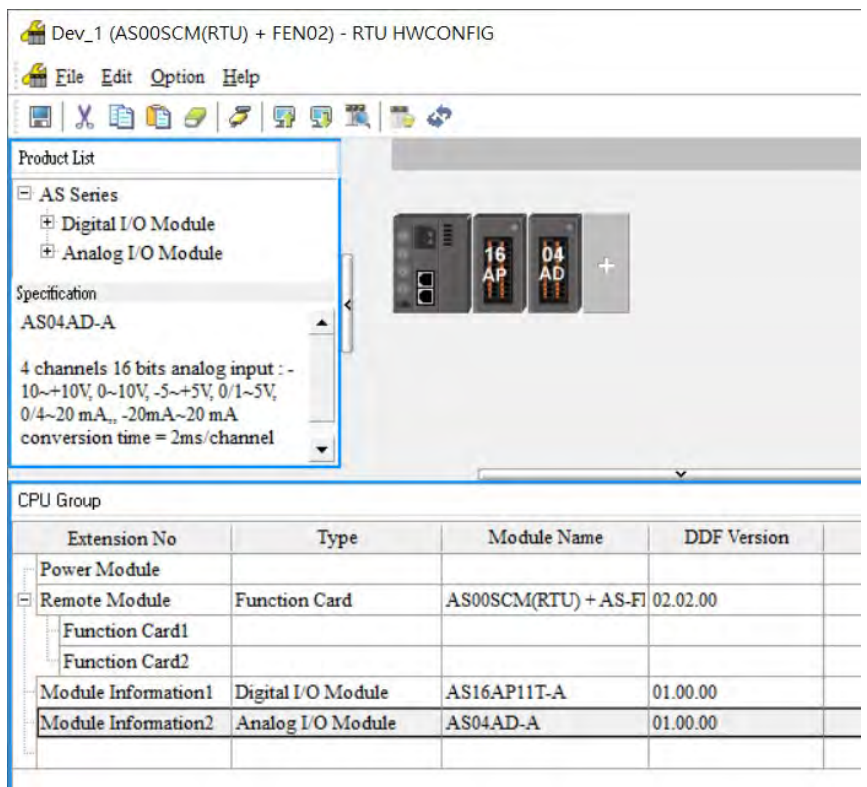 Dev_1 (AS00SCM(RTU) + FEN02) - RTU HWCONFIG
File Edit Option Help
Product List
AS Series
Digital I/O Module
Analog I/O Module
Specification
AS04AD-A
4 channels 16 bits analog input : -
10~+10V, 0~10V, -5~+5V, 0/1~5V,
0/4~20 mA,, -20mA~20 mA
conversion time = 2ms/channel
16
AP
04
AD
+
CPU Group
Extension No Type Module Name DDF Version
Power Module
Remote Module Function Card AS00SCM(RTU) + AS-FI 02.02.00
Function Card1
Function Card2
Module Information1 Digital I/O Module AS16AP11T-A 01.00.00
Module Information2 Analog I/O Module AS04AD-A 01.00.00